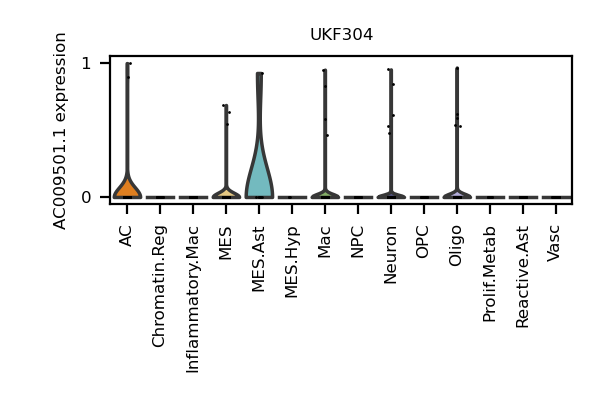 UKF304
AC009501.1 expression
1
0
AC
Chromatin.Reg
Inflammatory.Mac
MES
MES.Ast
MES.Hyp
Mac
NPC
Neuron
OPC
Oligo
Prolif.Metab
Reactive.Ast
Vasc